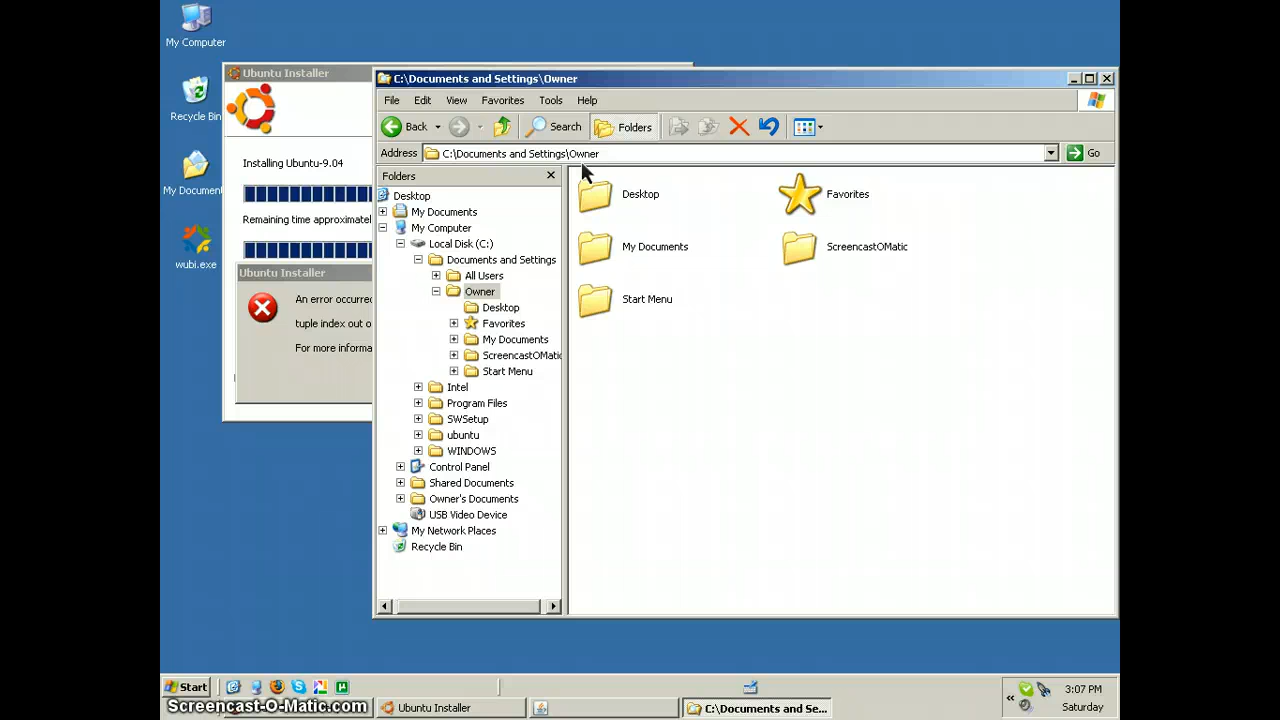 My Computer
Recycle Bin
My Documen
wubi.exe
Ubuntu Installer
Installing Ubuntu-9.04
Remaining time approximatel
Ubuntu Installer
An error occurre
tuple index out o
For more informa
C:\Documents and Settings\Owner
File Edit View Favorites Tools Help
Back Search Folders
Address C:\Documents and Settings\Owner Go
Folders
Desktop
My Documents
My Computer
Local Disk (C:)
Documents and Settings
All Users
Owner
Desktop
Favorites
My Documents
ScreencastOMatic
Start Menu
Intel
Program Files
SWSetup
ubuntu
WINDOWS
Control Panel
Shared Documents
Owner's Documents
USB Video Device
My Network Places
Recycle Bin
Desktop Favorites
My Documents ScreencastOMatic
Start Menu
Start
3:07 PM
Saturday
Screencast-O-Matic.com
Ubuntu Installer
C:\Documents and Se...